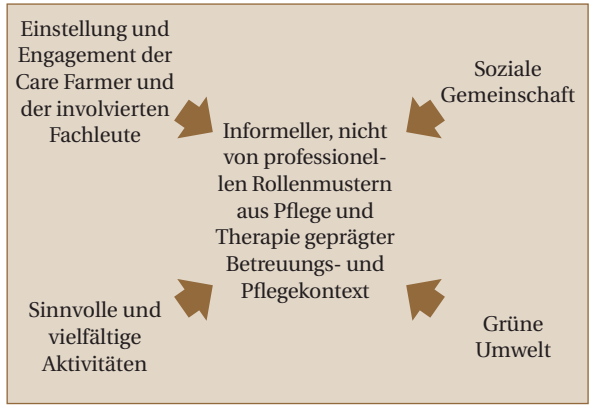 Einstellung und
Engagement der
Care Farmer und
der involvierten
Fachleute
Soziale
Gemeinschaft
Informeller, nicht
von professionel-
len Rollenmustern
aus Pflege und
Therapie geprägter
Betreuungs- und
Pflegekontext
Sinnvolle und
vielfältige
Aktivitäten
Grüne
Umwelt